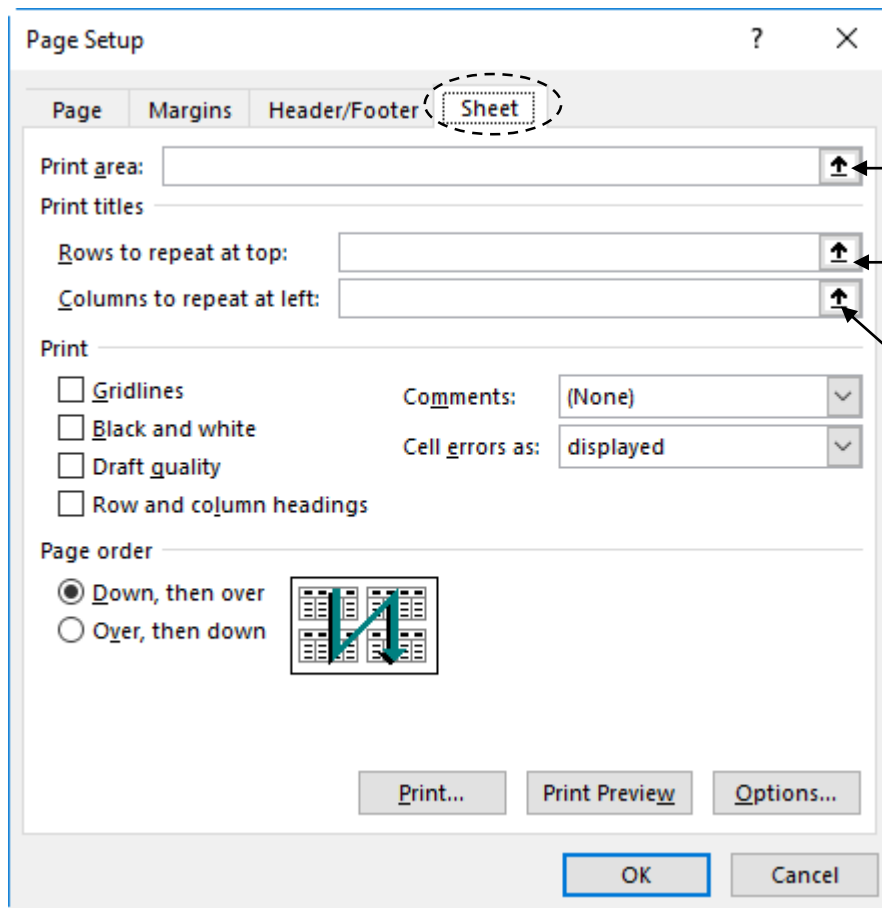 Page Setup ?
Page Margins Header/Footer Sheet
Print area:
Print titles
Rows to repeat at top:
Columns to repeat at left:
Print
Gridlines
Comments: (None)
Black and white
Cell errors as: displayed
Draft quality
Row and column headings
Page order
Down, then over
Over, then down
Print... Print Preview Options...
OK Cancel